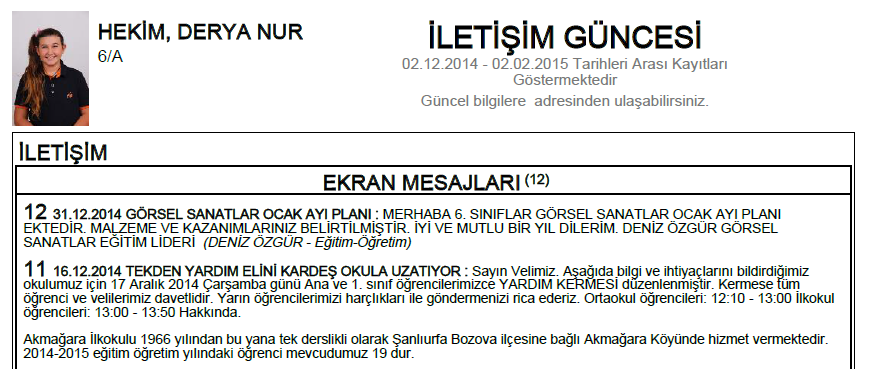 HEKİM, DERYA NUR
6/A
İLETİŞİM GÜNCESİ
02.12.2014 - 02.02.2015 Tarihleri Arası Kayıtları
Göstermektedir
Güncel bilgilere adresinden ulaşabilirsiniz.
İLETİŞİM
EKRAN MESAJLARI (12)
12 31.12.2014 GÖRSEL SANATLAR OCAK AYI PLANI : MERHABA 6. SINIFLAR GÖRSEL SANATLAR OCAK AYI PLANI
EKTEDİR. MALZEME VE KAZANIMLARINIZ BELİRTİLMİŞTİR. İYİ VE MUTLU BİR YIL DİLERİM. DENİZ ÖZGÜR GÖRSEL
SANATLAR EĞİTİM LİDERİ (DENİZ ÖZGÜR - Eğitim-Öğretim)
11 16.12.2014 TEKDEN YARDIM ELİNİ KARDEŞ OKULA UZATIYOR : Sayın Velimiz. Aşağıda bilgi ve ihtiyaçlarını bildirdiğimiz
okulumuz için 17 Aralık 2014 Çarşamba günü Ana ve 1. sınıf öğrencilerimizce YARDIM KERMESİ düzenlenmiştir. Kermese tüm
öğrenci ve velilerimiz davetlidir. Yarın öğrencilerimizi harçlıkları ile göndermenizi rica ederiz. Ortaokul öğrencileri: 12:10 - 13:00 İlkokul
öğrencileri: 13:00 - 13:50 Hakkında.
Akmağara İlkokulu 1966 yılından bu yana tek derslikli olarak Şanlıurfa Bozova ilçesine bağlı Akmağara Köyünde hizmet vermektedir.
2014-2015 eğitim öğretim yılındaki öğrenci mevcudumuz 19 dur.